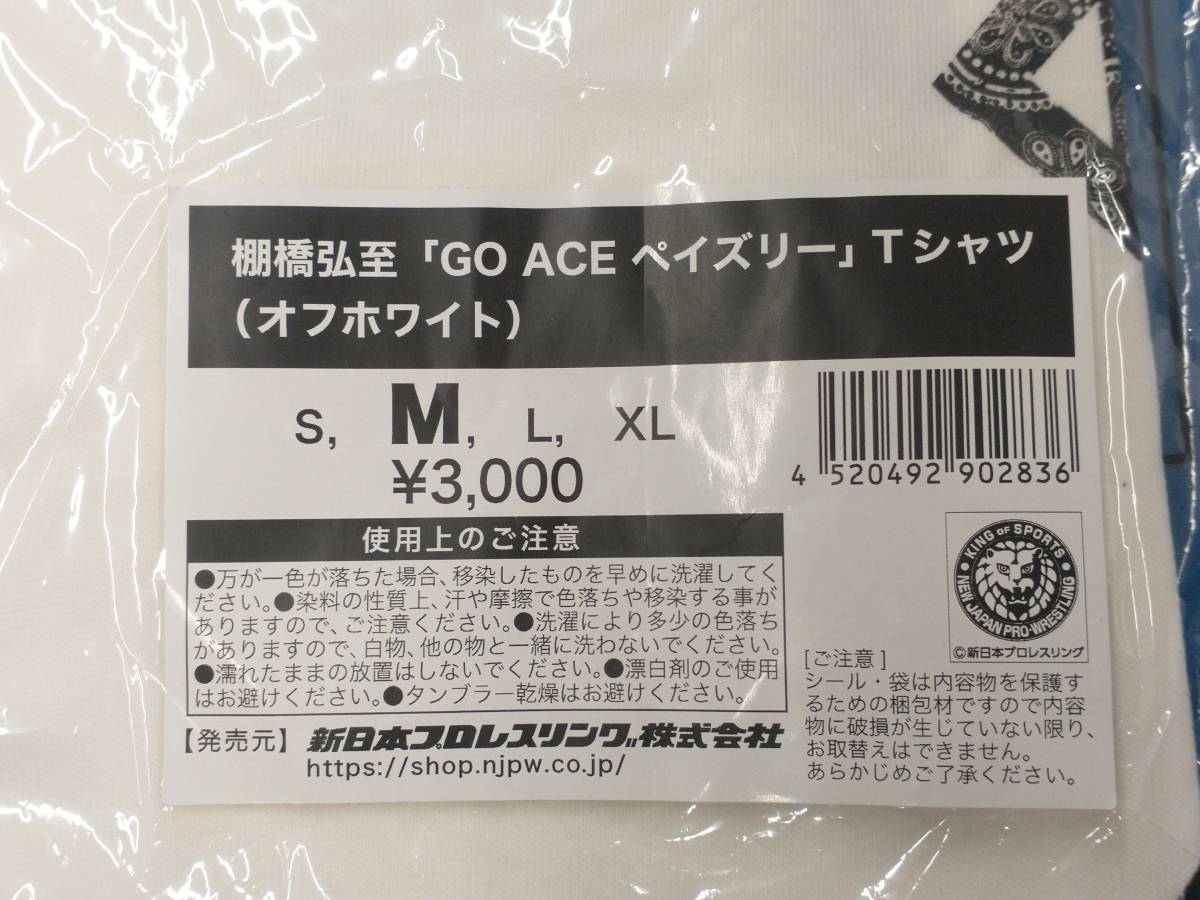 棚橋弘至「GO ACE ペイズリー」Tシャツ
（オフホワイト）
S, M, L, XL
¥3,000
4 520492 902836
使用上のご注意
●万が一色が落ちた場合、移染したものを早めに洗濯してく
ださい。●染料の性質上、汗や摩擦で色落ちや移染する事が
ありますので、ご注意ください。●洗濯により多少の色落ち
がありますので、白物、他の物と一緒に洗わないでください。
●濡れたままの放置はしないでください。●漂白剤のご使用
はお避けください。●タンブラー乾燥はお避けください。
【発売元】新日本プロレスリング株式会社
https://shop.njpw.co.jp/
KING OF SPORTS
NEW JAPAN PRO-WRESTLING
©新日本プロレスリング
[ご注意]
シール・袋は内容物を保護す
るための梱包材ですので内容
物に破損が生じていない限り、
お取替えはできません。
あらかじめご了承ください。